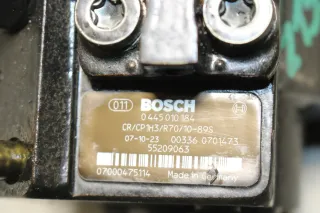 011 BOSCH
0 445 010 184
CR/CP1H3/R70/10-89S
07-10-23 00336 0701473
55209063
07000475114 Made in Germany